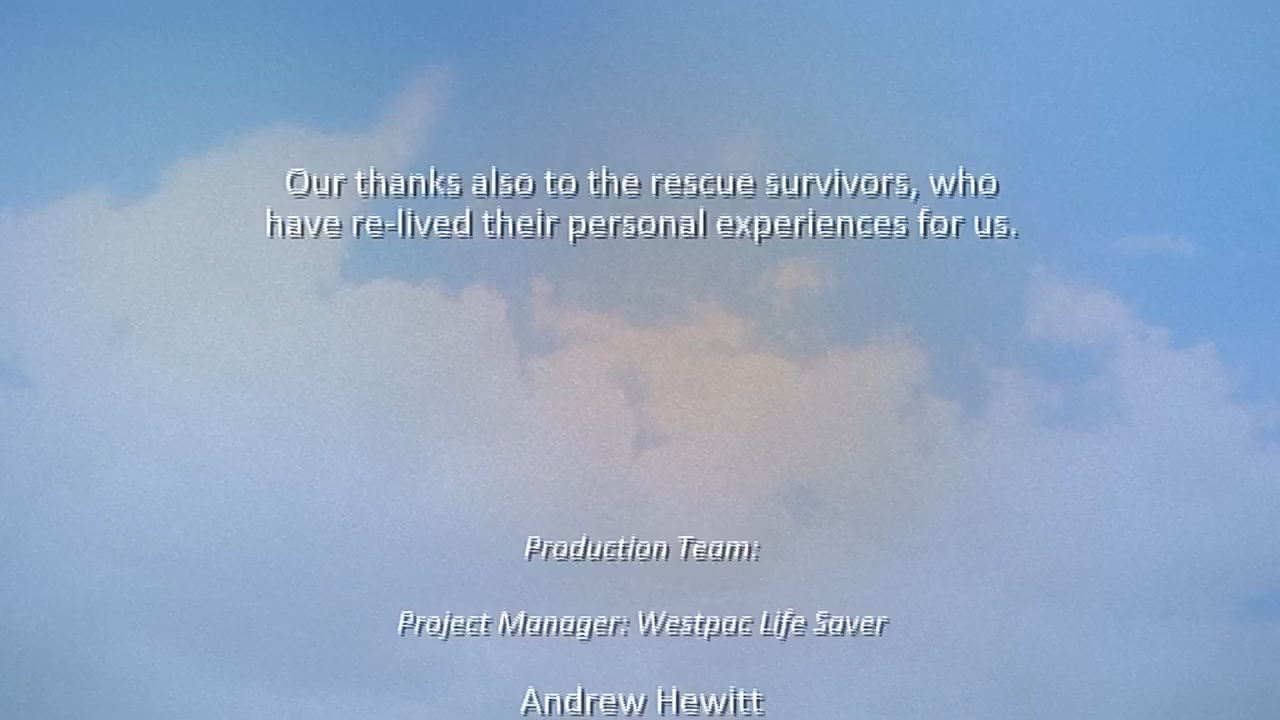 Our thanks also to the rescue survivors, who
have re-lived their personal experiences for us.
Production Team:
Project Manager: Westpac Life Saver
Andrew Hewitt